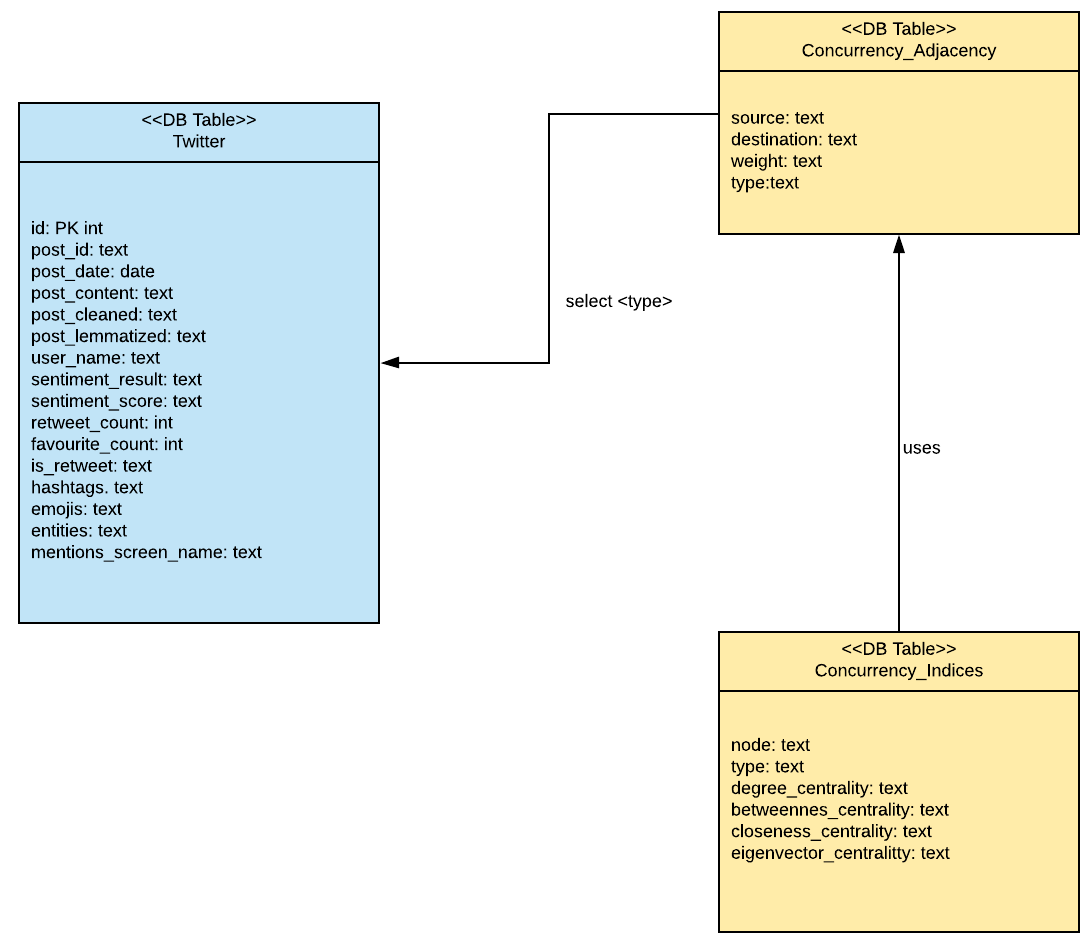 <<DB Table>>
Twitter
id: PK int
post_id: text
post_date: date
post_content: text
post_cleaned: text
post_lemmatized: text
user_name: text
sentiment_result: text
sentiment_score: text
retweet_count: int
favourite_count: int
is_retweet: text
hashtags. text
emojis: text
entities: text
mentions_screen_name: text
select <type>
<<DB Table>>
Concurrency_Adjacency
source: text
destination: text
weight: text
type:text
uses
<<DB Table>>
Concurrency_Indices
node: text
type: text
degree_centrality: text
betweennes_centrality: text
closeness_centrality: text
eigenvector_centralitty: text